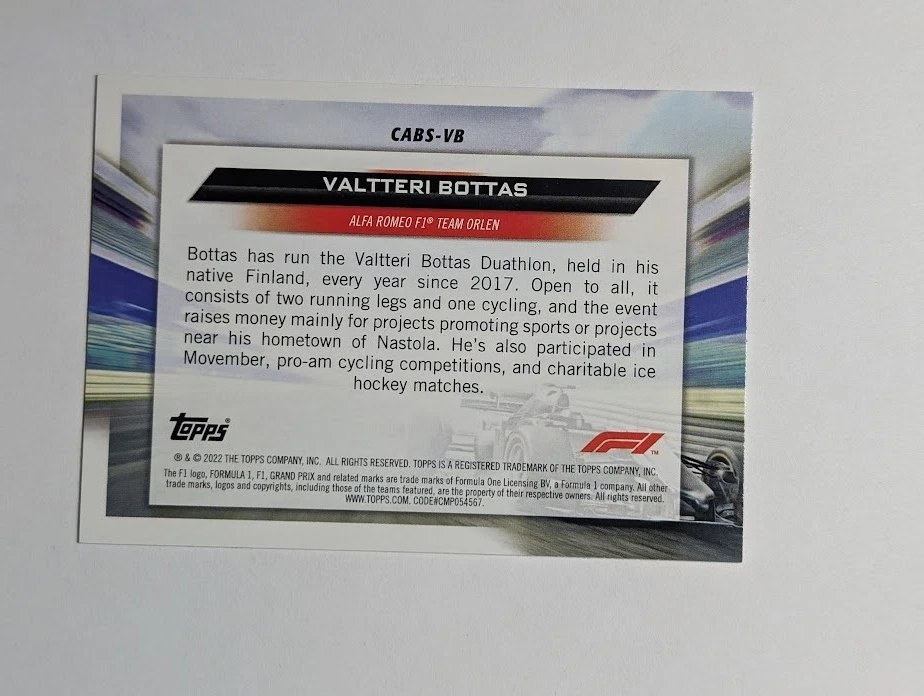 CABS-VB
VALTTERI BOTTAS
ALFA ROMEO F1® TEAM ORLEN
Bottas has run the Valtteri Bottas Duathlon, held in his
native Finland, every year since 2017. Open to all, it
consists of two running legs and one cycling, and the event
raises money mainly for projects promoting sports or projects
near his hometown of Nastola. He's also participated in
Movember, pro-am cycling competitions, and charitable ice
hockey matches.
topps®
F1™
® & © 2022 THE TOPPS COMPANY, INC. ALL RIGHTS RESERVED. TOPPS IS A REGISTERED TRADEMARK OF THE TOPPS COMPANY, INC.
The F1 logo, FORMULA 1, F1, GRAND PRIX and related marks are trade marks of Formula One Licensing BV, a Formula 1 company. All other
trade marks, logos and copyrights, including those of the teams featured, are the property of their respective owners. All rights reserved.
WWW.TOPPS.COM. CODE#CMP054567.